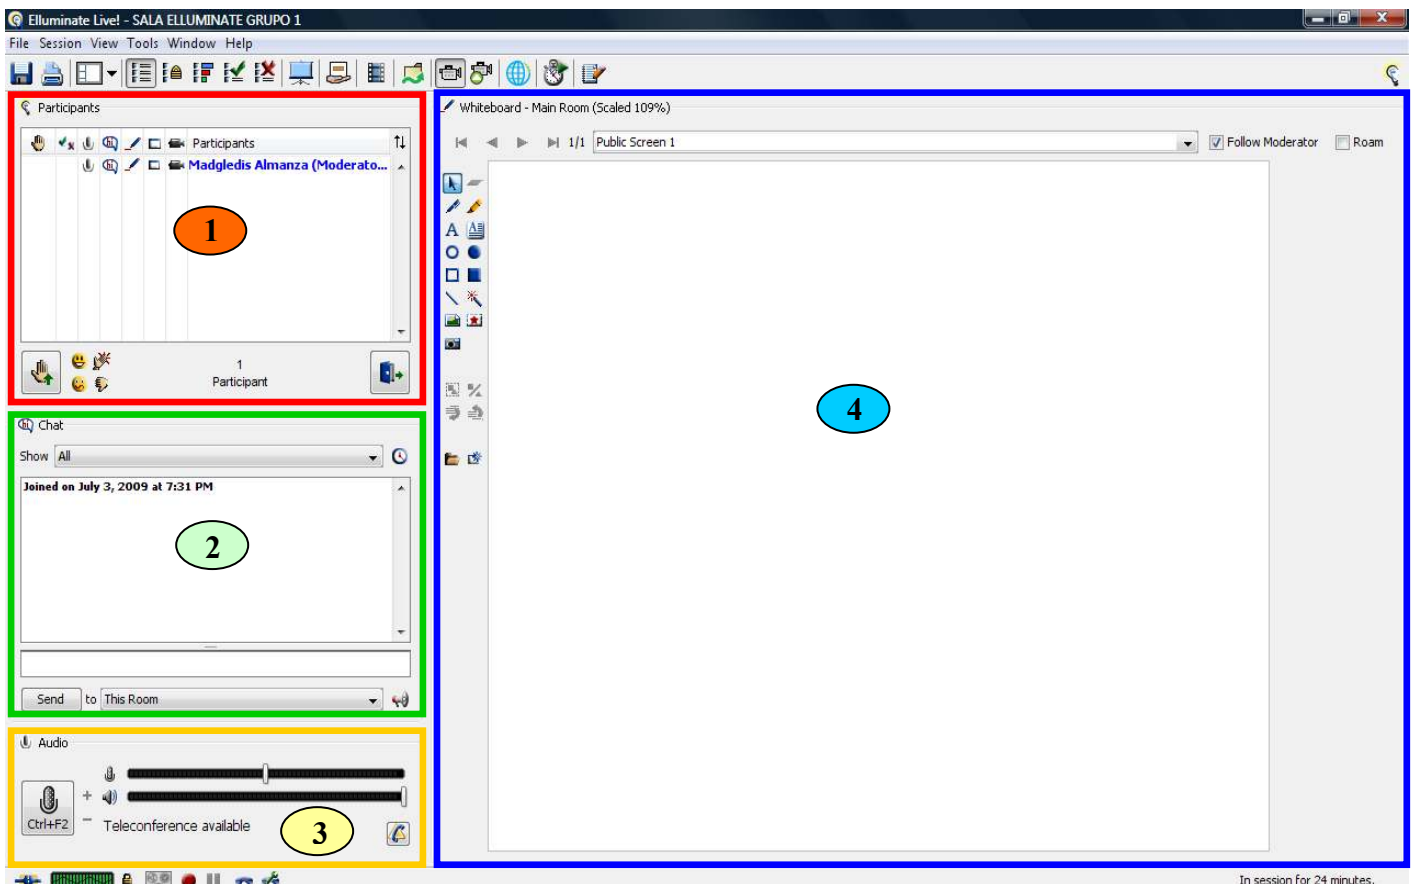 Elluminate Live! - SALA ELLUMINATE GRUPO 1
File Session View Tools Window Help
Participants
Participants
Madgledis Almanza (Moderato...
1
1
Participant
Chat
Show All
Joined on July 3, 2009 at 7:31 PM
2
Send to This Room
Audio
Ctrl+F2
Teleconference available
3
Whiteboard - Main Room (Scaled 109%)
1/1 Public Screen 1 Follow Moderator Roam
4
In session for 24 minutes.